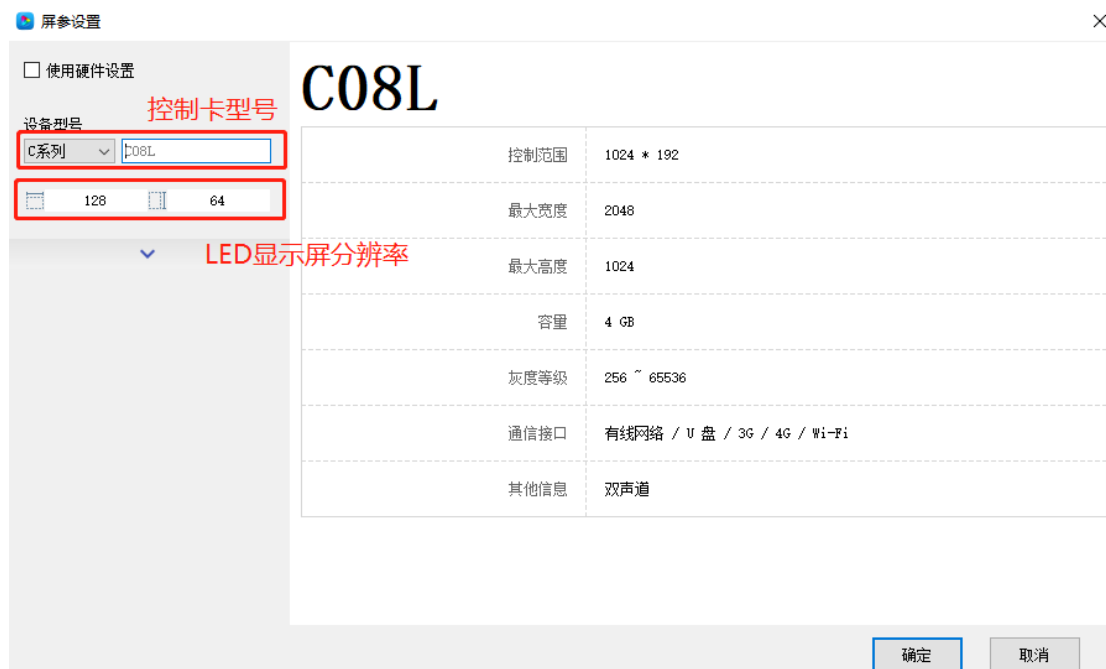 屏参设置
使用硬件设置
设备型号
控制卡型号
C系列
C08L
128
64
LED显示屏分辨率
C08L
控制范围 1024 * 192
最大宽度 2048
最大高度 1024
容量 4 GB
灰度等级 256 ~ 65536
通信接口 有线网络 / U 盘 / 3G / 4G / Wi-Fi
其他信息 双声道
确定 取消